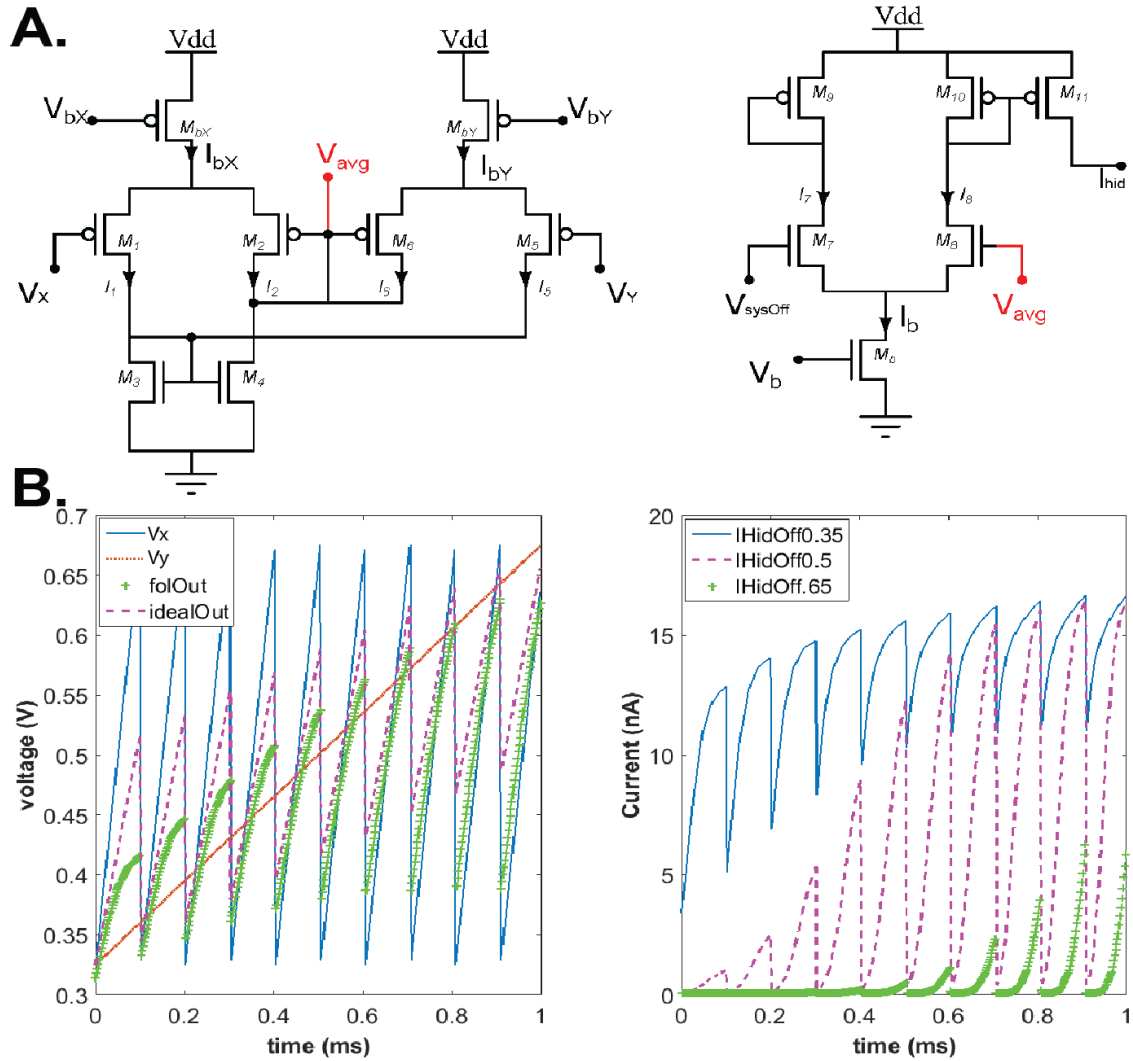 A.
Vdd
Vdd
Vdd
VbX
MbX
IbX
MbY
VbY
IbY
Vavg
M1
M2
M6
M5
VX
I1
I2
I6
I5
VY
M3
M4
M9
M10
M11
Ihid
I7
I8
M7
M8
VsysOff
Vavg
Ib
Vb
Mb
B.
Vx
Vy
folOut
idealOut
0.7
0.65
0.6
0.55
0.5
0.45
0.4
0.35
0.3
voltage (V)
0
0.2
0.4
0.6
0.8
1
time (ms)
IHidOff0.35
IHidOff0.5
IHidOff.65
20
15
10
5
0
Current (nA)
0
0.2
0.4
0.6
0.8
1
time (ms)